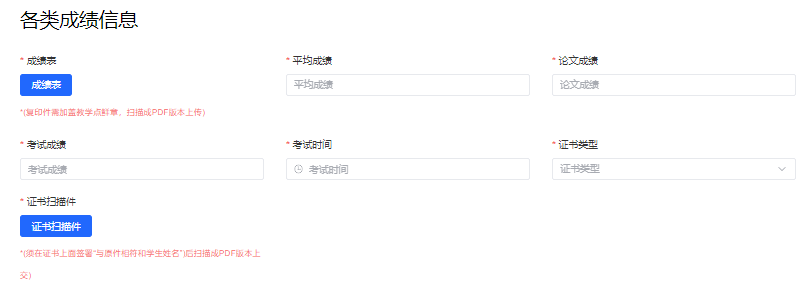 各类成绩信息
* 成绩表
* 平均成绩
* 论文成绩
成绩表
平均成绩
论文成绩
*(复印件需加盖教学点鲜章，扫描成PDF版本上传)
* 考试成绩
* 考试时间
* 证书类型
考试成绩
考试时间
证书类型
* 证书扫描件
证书扫描件
*(须在证书上面签署“与原件相符和学生姓名”)后扫描成PDF版本上
交)